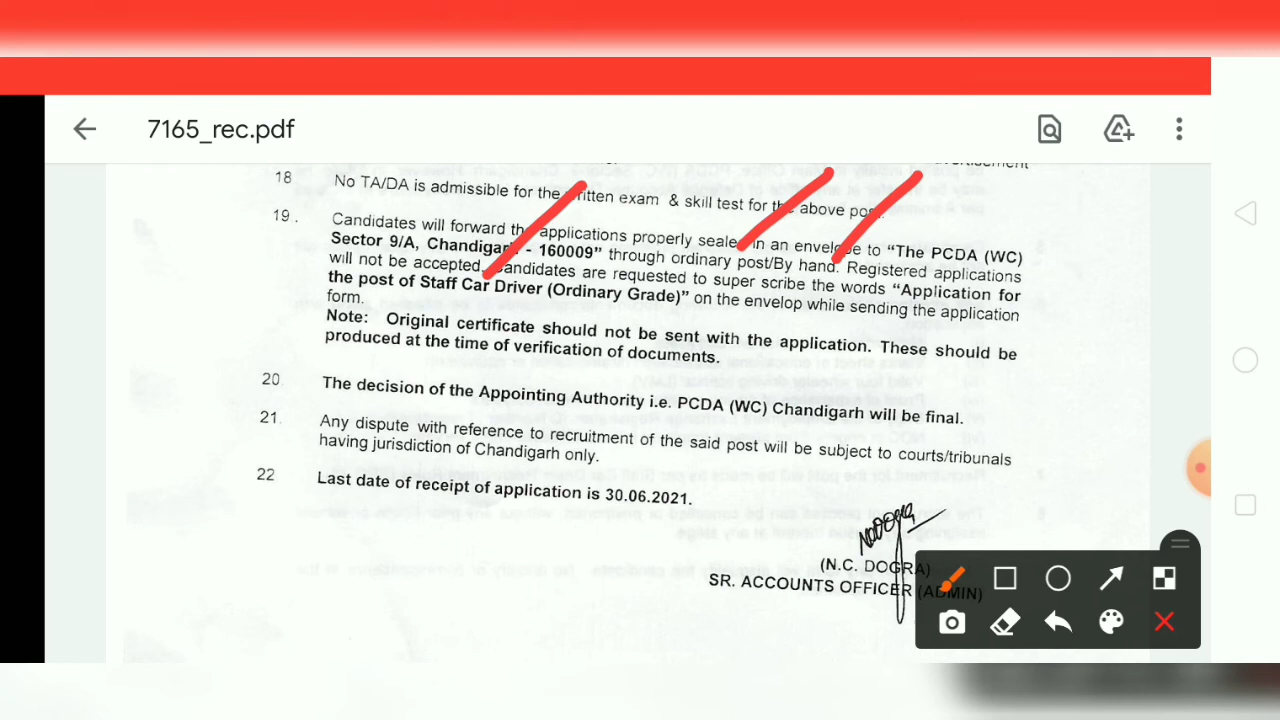 7165_rec.pdf
18 No TA/DA is admissible for the written exam & skill test for the above post.
19. Candidates will forward the applications properly sealed in an envelope to "The PCDA (WC)
Sector 9/A, Chandigarh - 160009" through ordinary post/By hand. Registered applications
will not be accepted. Candidates are requested to super scribe the words "Application for
the post of Staff Car Driver (Ordinary Grade)" on the envelop while sending the application
form.
Note: Original certificate should not be sent with the application. These should be
produced at the time of verification of documents.
20 The decision of the Appointing Authority i.e. PCDA (WC) Chandigarh will be final.
21. Any dispute with reference to recruitment of the said post will be subject to courts/tribunals
having jurisdiction of Chandigarh only.
22 Last date of receipt of application is 30.06.2021.
(N.C. DOGRA)
SR. ACCOUNTS OFFICER (ADMIN)